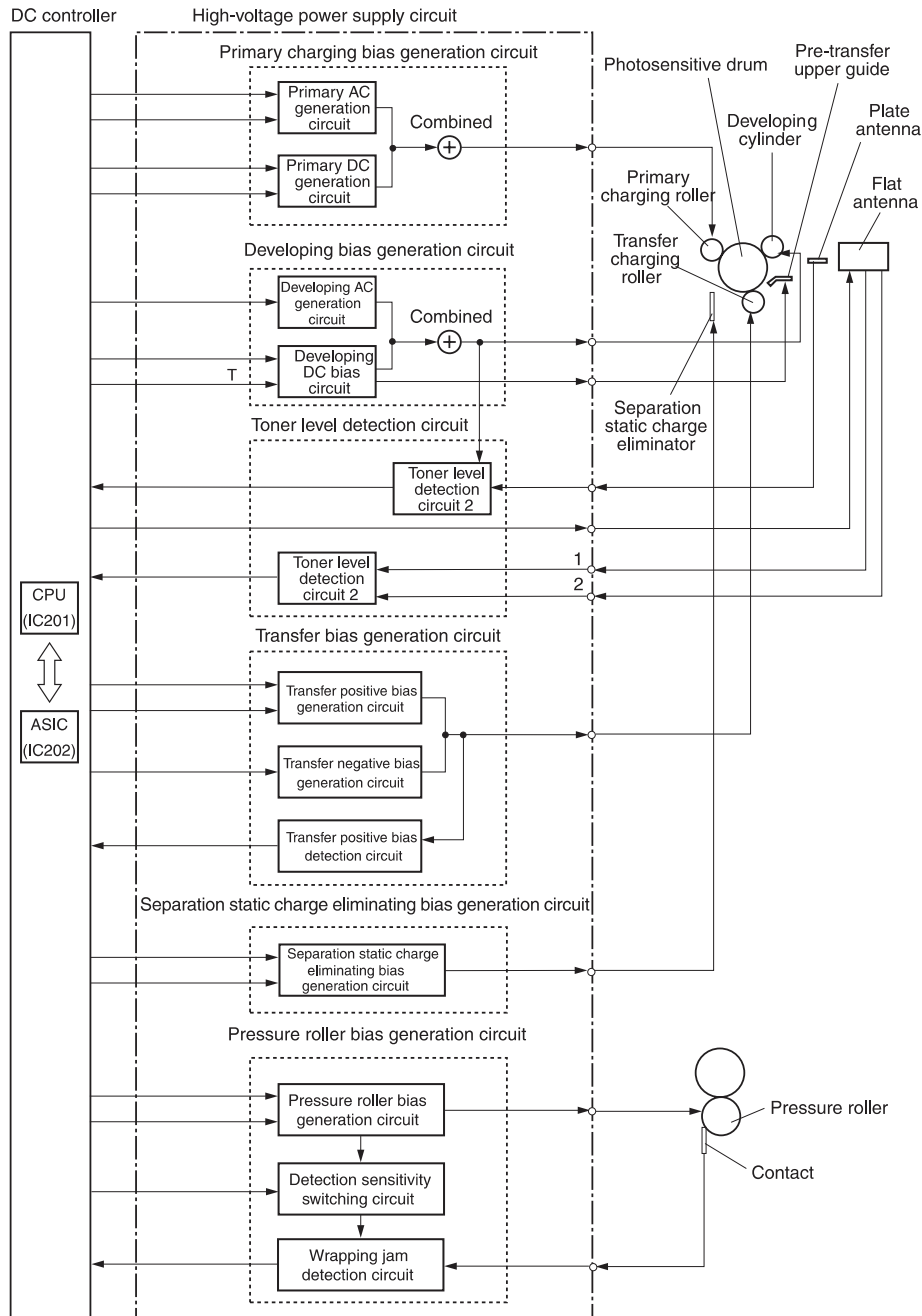 DC controller
High-voltage power supply circuit
Primary charging bias generation circuit
Primary AC
generation
circuit
Combined
Primary DC
generation
circuit
Photosensitive drum
Pre-transfer
upper guide
Developing
cylinder
Plate
antenna
Flat
antenna
Primary
charging roller
Transfer
charging
roller
Developing bias generation circuit
Developing AC
generation
circuit
Combined
Developing
DC bias
circuit
T
Separation
static charge
eliminator
Toner level detection circuit
Toner level
detection
circuit 2
1
Toner level
detection
circuit 2
2
CPU
(IC201)
ASIC
(IC202)
Transfer bias generation circuit
Transfer positive bias
generation circuit
Transfer negative bias
generation circuit
Transfer positive bias
detection circuit
Separation static charge eliminating bias generation circuit
Separation static charge
eliminating bias
generation circuit
Pressure roller bias generation circuit
Pressure roller bias
generation circuit
Pressure roller
Contact
Detection sensitivity
switching circuit
Wrapping jam
detection circuit